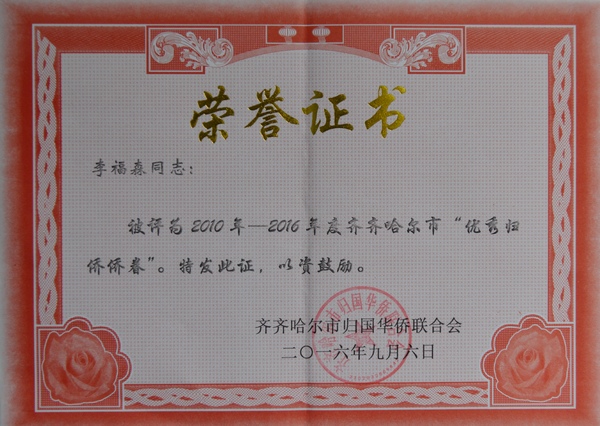 荣誉证书
李福森同志：
被评为2010年—2016年度齐齐哈尔市“优秀归
侨侨眷”。特发此证，以资鼓励。
齐齐哈尔市归国华侨联合会
二〇一六年九月六日